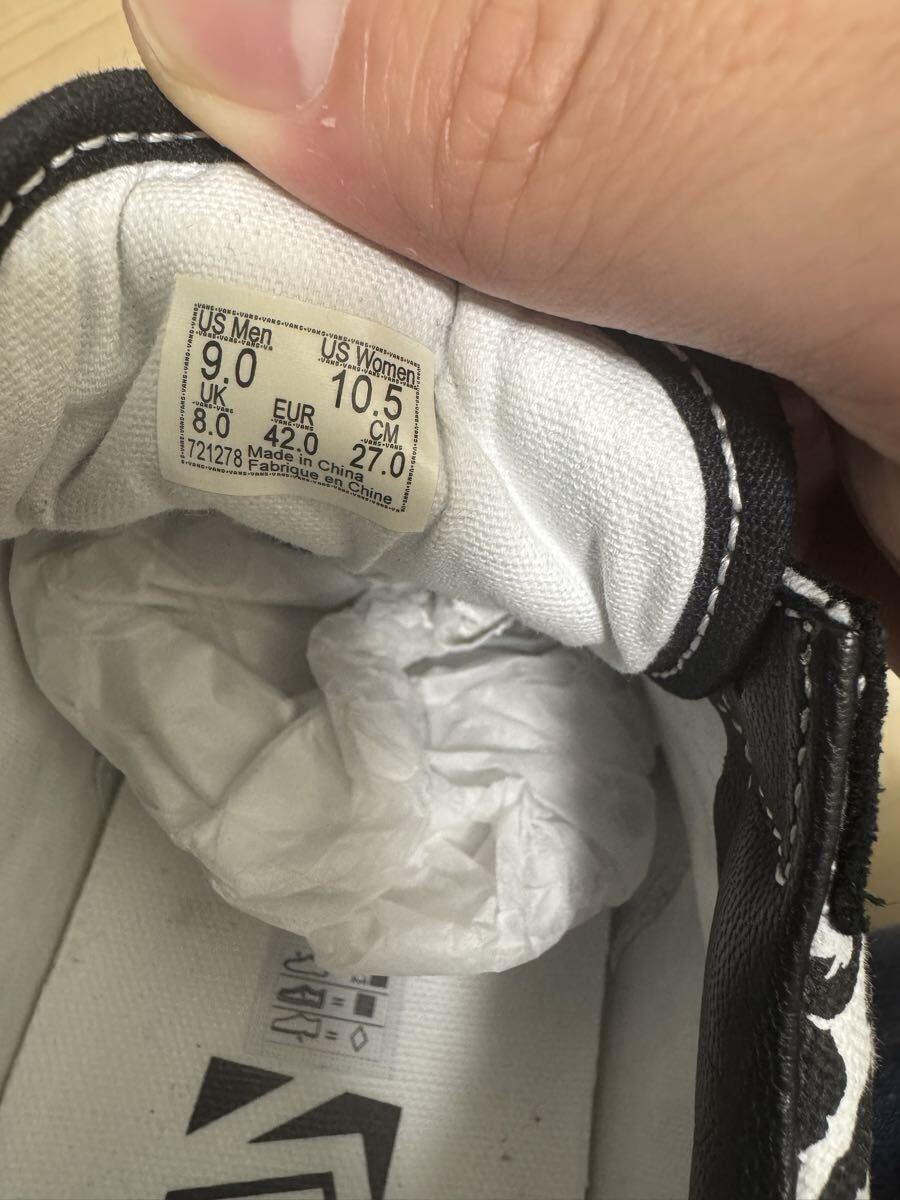 US Men US Women
9.0 10.5
UK EUR CM
8.0 42.0 27.0
721278 Made in China
Fabrique en Chine